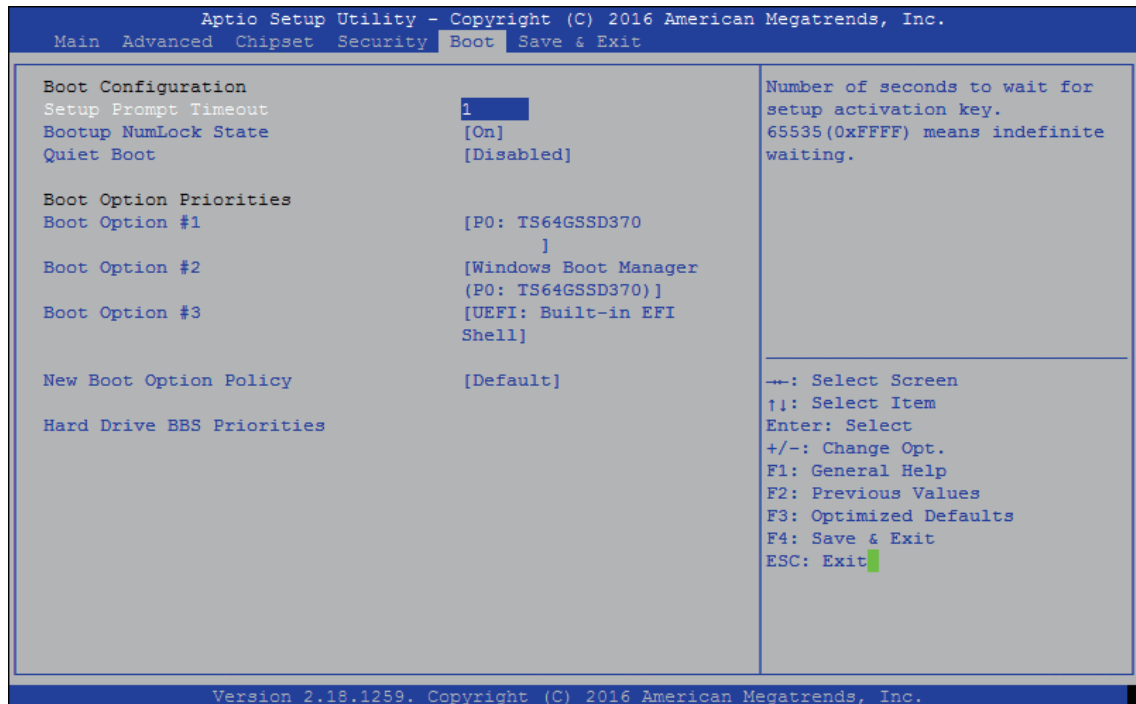 Aptio Setup Utility - Copyright (C) 2016 American Megatrends, Inc.
Main Advanced Chipset Security Boot Save & Exit
Boot Configuration
Setup Prompt Timeout 1
Bootup NumLock State [On]
Quiet Boot [Disabled]
Boot Option Priorities
Boot Option #1 [P0: TS64GSSD370
]
Boot Option #2 [Windows Boot Manager
(P0: TS64GSSD370)]
Boot Option #3 [UEFI: Built-in EFI
Shell]
New Boot Option Policy [Default]
Hard Drive BBS Priorities
Number of seconds to wait for
setup activation key.
65535(0xFFFF) means indefinite
waiting.
→←: Select Screen
↑↓: Select Item
Enter: Select
+/-: Change Opt.
F1: General Help
F2: Previous Values
F3: Optimized Defaults
F4: Save & Exit
ESC: Exit
Version 2.18.1259. Copyright (C) 2016 American Megatrends, Inc.